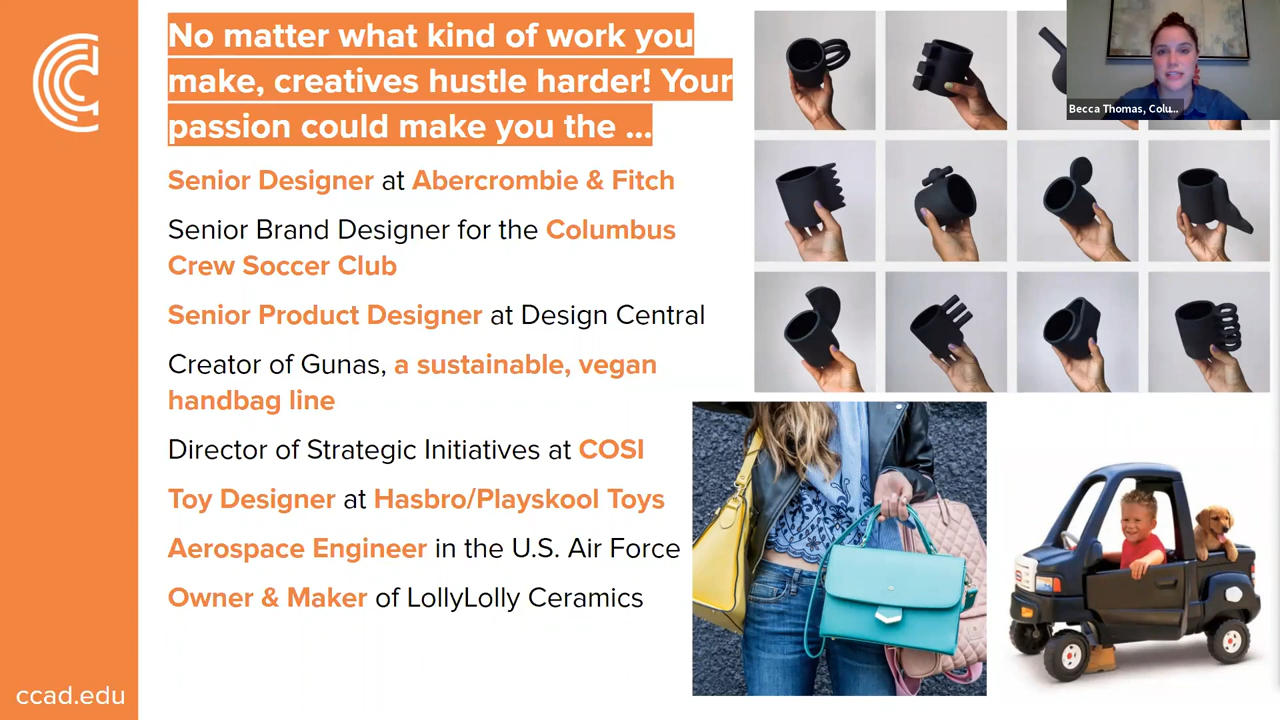 No matter what kind of work you
make, creatives hustle harder! Your
passion could make you the ...
Becca Thomas, Colu...
Senior Designer at Abercrombie & Fitch
Senior Brand Designer for the Columbus
Crew Soccer Club
Senior Product Designer at Design Central
Creator of Gunas, a sustainable, vegan
handbag line
Director of Strategic Initiatives at COSI
Toy Designer at Hasbro/Playskool Toys
Aerospace Engineer in the U.S. Air Force
Owner & Maker of LollyLolly Ceramics
ccad.edu